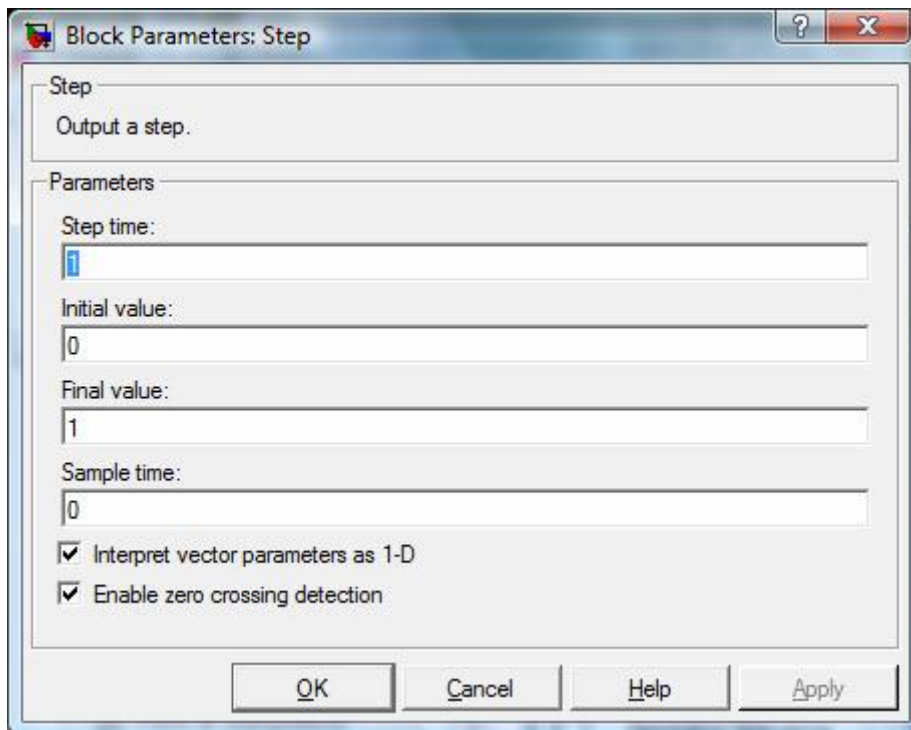 Block Parameters: Step
Step
Output a step.
Parameters
Step time:
1
Initial value:
0
Final value:
1
Sample time:
0
Interpret vector parameters as 1-D
Enable zero crossing detection
OK
Cancel
Help
Apply